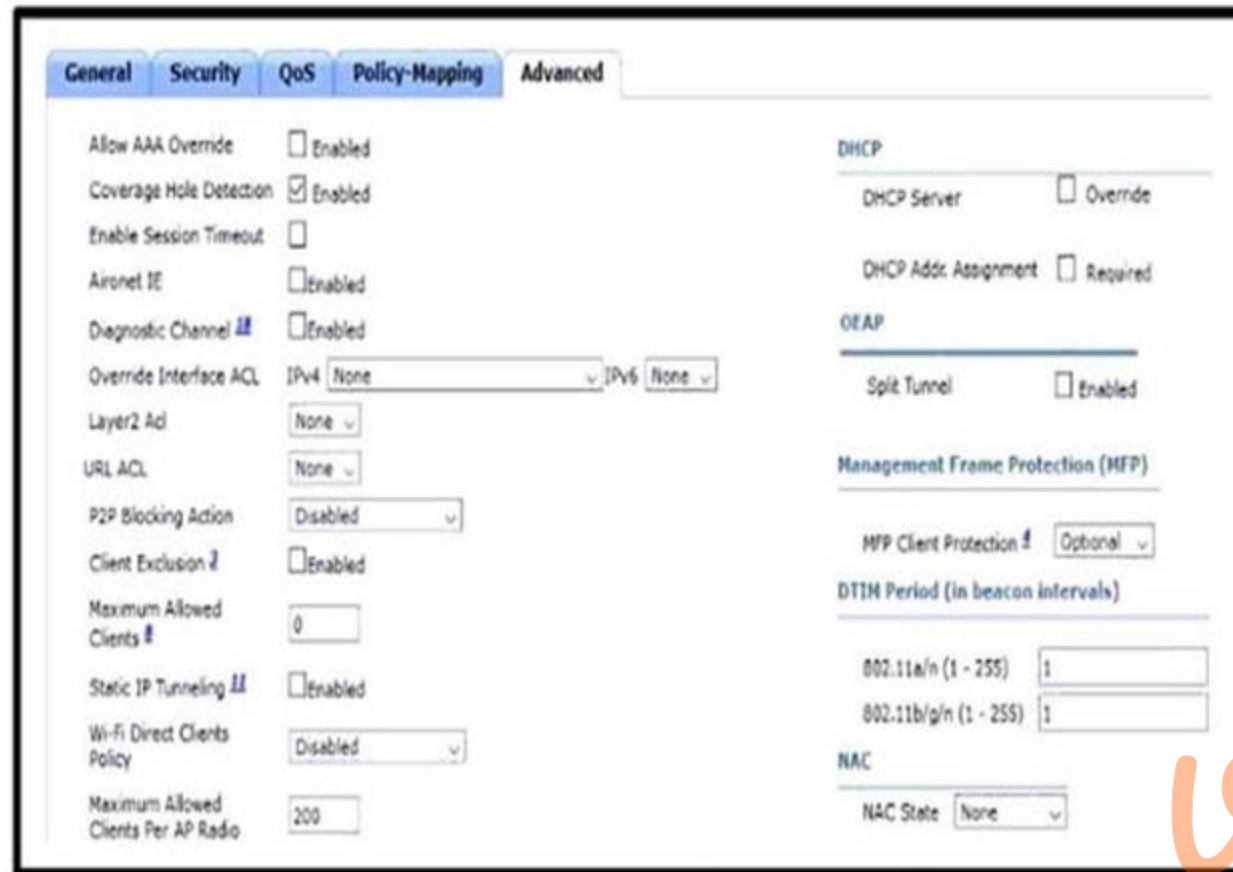 General Security QoS Policy-Mapping Advanced
Allow AAA Override Enabled
Coverage Hole Detection Enabled
Enable Session Timeout
Aironet IE Enabled
Diagnostic Channel 18 Enabled
Override Interface ACL IPv4 None IPv6 None
Layer2 Acl None
URL ACL None
P2P Blocking Action Disabled
Client Exclusion 3 Enabled
Maximum Allowed
Clients 8 0
Static IP Tunneling 11 Enabled
Wi-Fi Direct Clients
Policy Disabled
Maximum Allowed
Clients Per AP Radio 200
DHCP
DHCP Server Override
DHCP Addr. Assignment Required
OEAP
Split Tunnel Enabled
Management Frame Protection (MFP)
MFP Client Protection 4 Optional
DTIM Period (in beacon intervals)
802.11a/n (1 - 255) 1
802.11b/g/n (1 - 255) 1
NAC
NAC State None